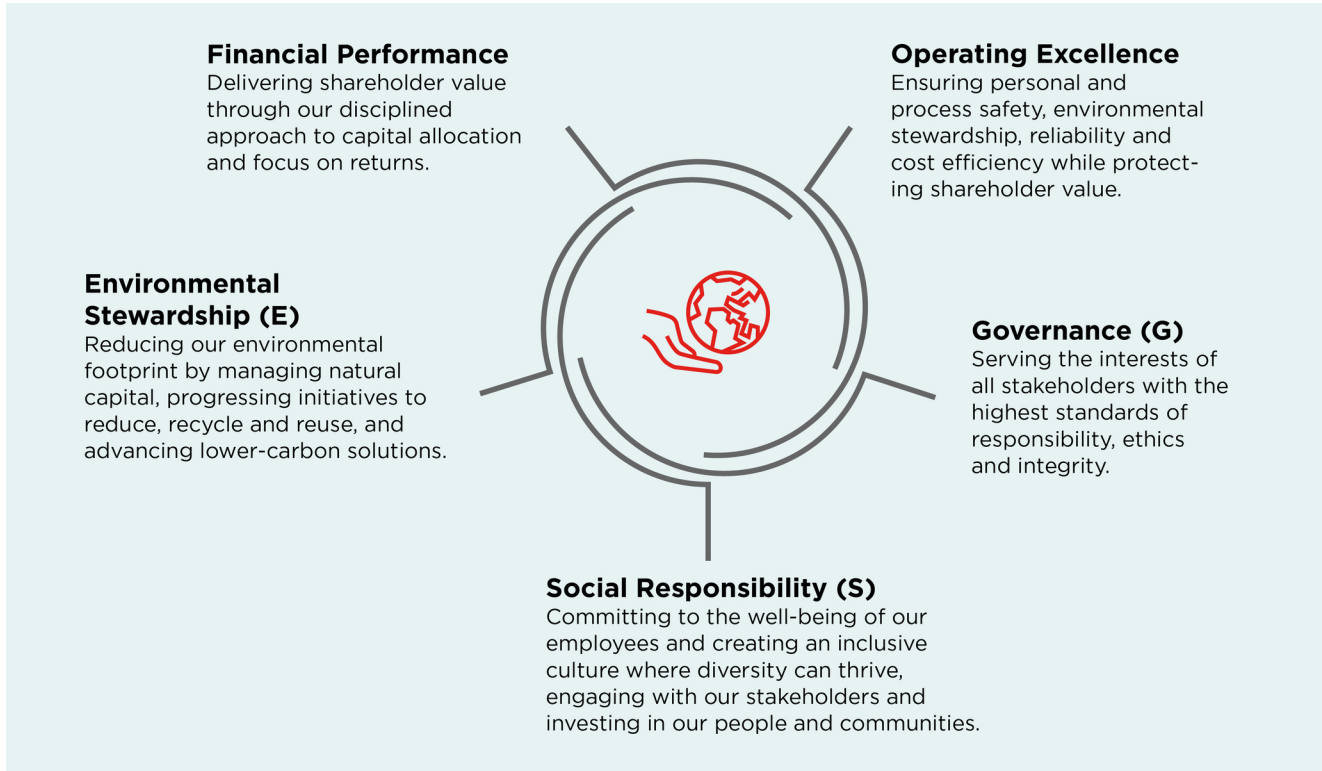 Financial Performance
Delivering shareholder value
through our disciplined
approach to capital allocation
and focus on returns.
Operating Excellence
Ensuring personal and
process safety, environmental
stewardship, reliability and
cost efficiency while protect-
ing shareholder value.
Environmental
Stewardship (E)
Reducing our environmental
footprint by managing natural
capital, progressing initiatives to
reduce, recycle and reuse, and
advancing lower-carbon solutions.
Governance (G)
Serving the interests of
all stakeholders with the
highest standards of
responsibility, ethics
and integrity.
Social Responsibility (S)
Committing to the well-being of our
employees and creating an inclusive
culture where diversity can thrive,
engaging with our stakeholders and
investing in our people and communities.